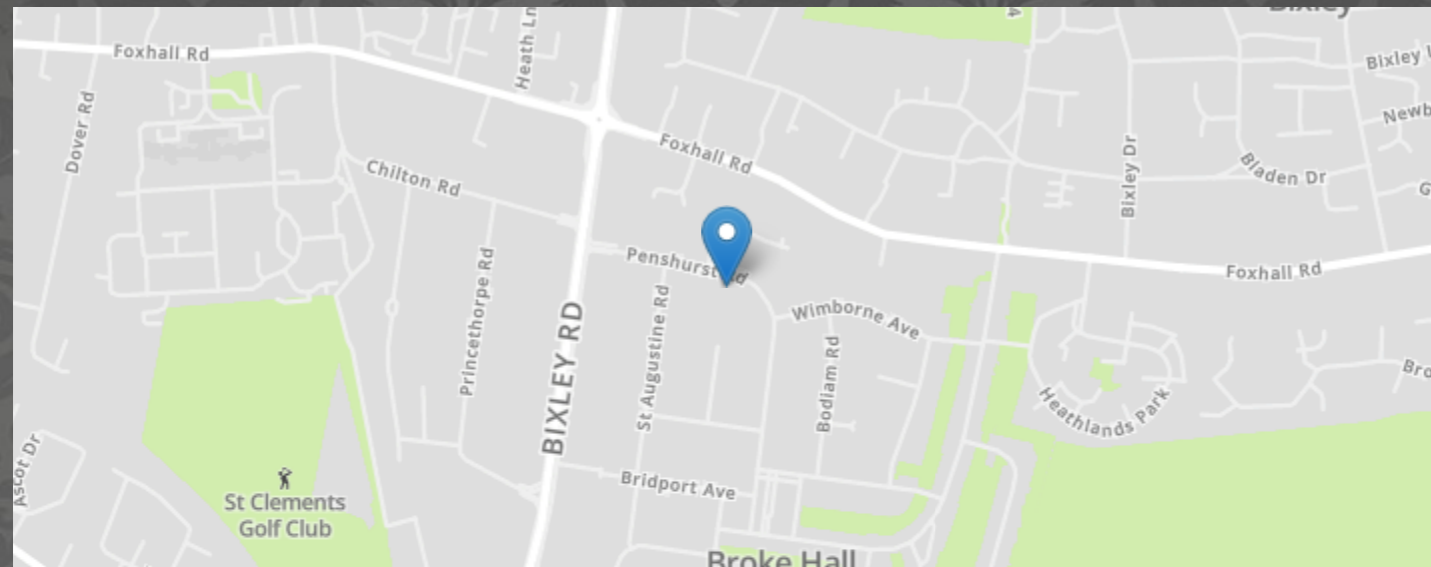 Bixley
Foxhall Rd
Heath Ln
Bixley
Dover Rd
Newb
Foxhall Rd
Bixley Dr
Bladen Dr
Chilton Rd
G
Penshurst Rd
Foxhall Rd
Princethorpe Rd
BIXLEY RD
St Augustine Rd
Wimborne Ave
Bodiam Rd
Bro
Heathlands Park
Ascot Dr
St Clements
Golf Club
Bridport Ave
Broke Hall